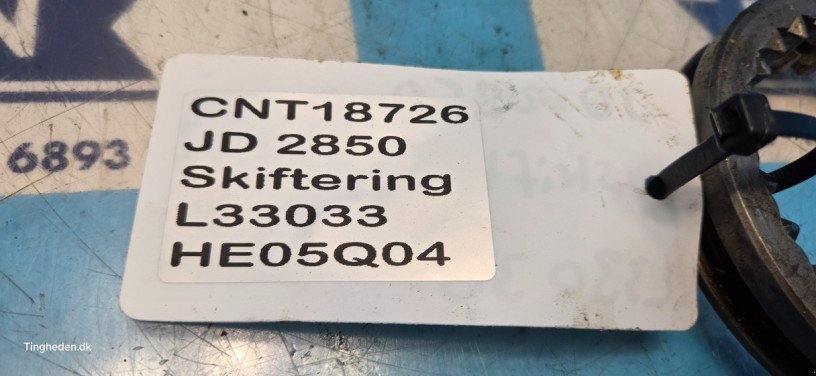 CNT18726
JD 2850
Skiftering
L33033
HE05Q04
6893
Tingheden.dk